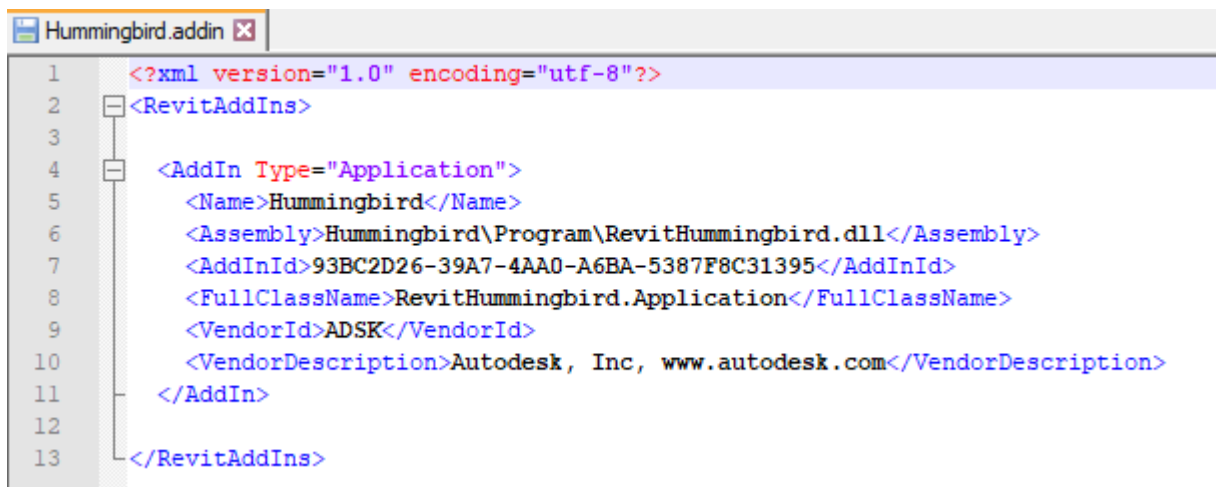 Hummingbird.addin
1 <?xml version="1.0" encoding="utf-8"?>
2 <RevitAddIns>
3
4 <AddIn Type="Application">
5 <Name>Hummingbird</Name>
6 <Assembly>Hummingbird\Program\RevitHummingbird.dll</Assembly>
7 <AddInId>93BC2D26-39A7-4AA0-A6BA-5387F8C31395</AddInId>
8 <FullClassName>RevitHummingbird.Application</FullClassName>
9 <VendorId>ADSK</VendorId>
10 <VendorDescription>Autodesk, Inc, www.autodesk.com</VendorDescription>
11 </AddIn>
12
13 </RevitAddIns>